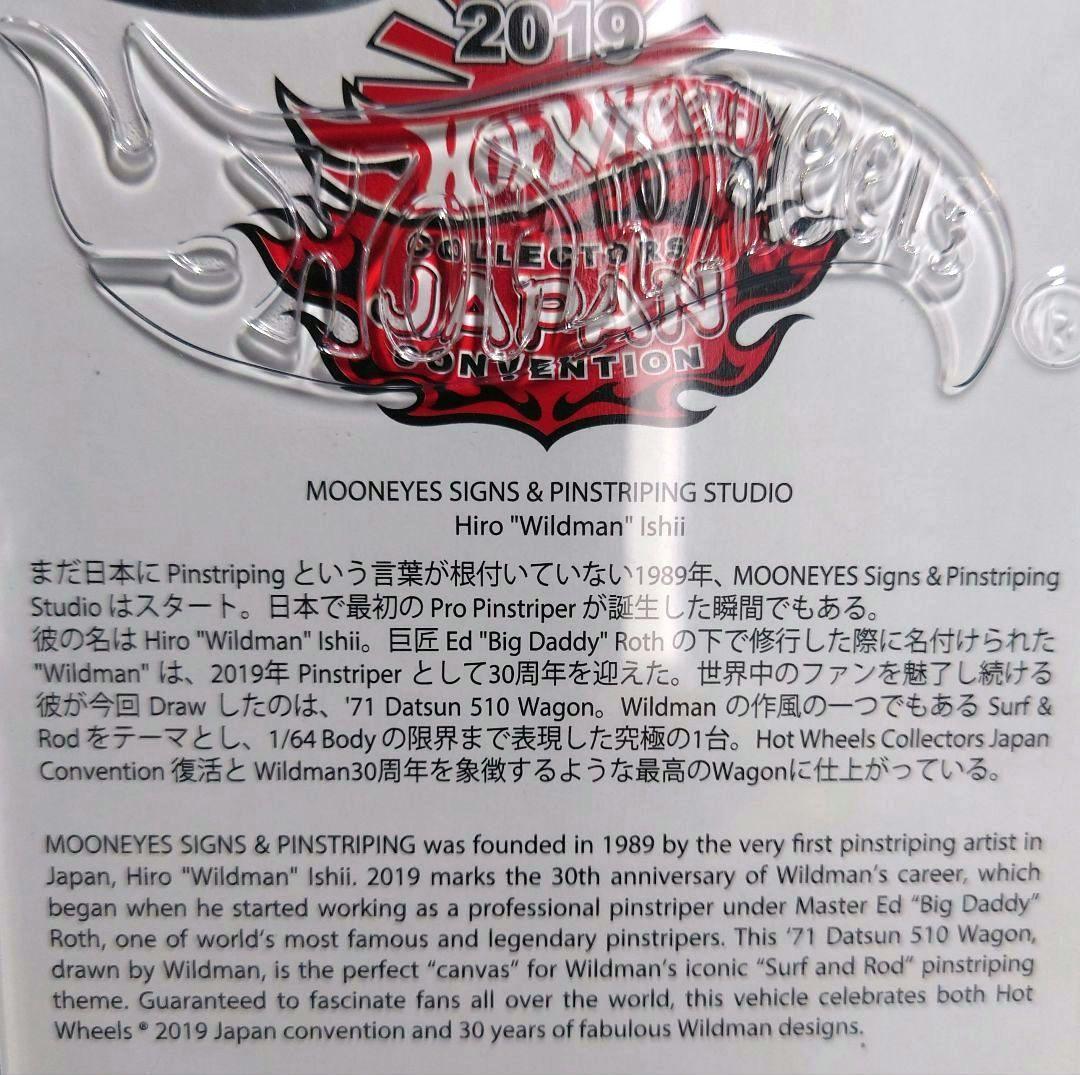 2019
HOT WHEELS
COLLECTORS
JAPAN
CONVENTION
Hot Wheels
®
MOONEYES SIGNS & PINSTRIPING STUDIO
Hiro "Wildman" Ishii
まだ日本に Pinstriping という言葉が根付いていない1989年、MOONEYES Signs & Pinstriping
Studio はスタート。日本で最初の Pro Pinstriper が誕生した瞬間でもある。
彼の名は Hiro "Wildman" Ishii。巨匠 Ed "Big Daddy" Roth の下で修行した際に名付けられた
"Wildman" は、2019年 Pinstriper として30周年を迎えた。世界中のファンを魅了し続ける
彼が今回 Draw したのは、'71 Datsun 510 Wagon。Wildman の作風の一つでもある Surf &
Rod をテーマとし、1/64 Body の限界まで表現した究極の1台。Hot Wheels Collectors Japan
Convention 復活と Wildman30周年を象徴するような最高のWagonに仕上がっている。
MOONEYES SIGNS & PINSTRIPING was founded in 1989 by the very first pinstriping artist in
Japan, Hiro "Wildman" Ishii. 2019 marks the 30th anniversary of Wildman's career, which
began when he started working as a professional pinstriper under Master Ed “Big Daddy”
Roth, one of world's most famous and legendary pinstripers. This '71 Datsun 510 Wagon,
drawn by Wildman, is the perfect “canvas” for Wildman's iconic “Surf and Rod” pinstriping
theme. Guaranteed to fascinate fans all over the world, this vehicle celebrates both Hot
Wheels ® 2019 Japan convention and 30 years of fabulous Wildman designs.